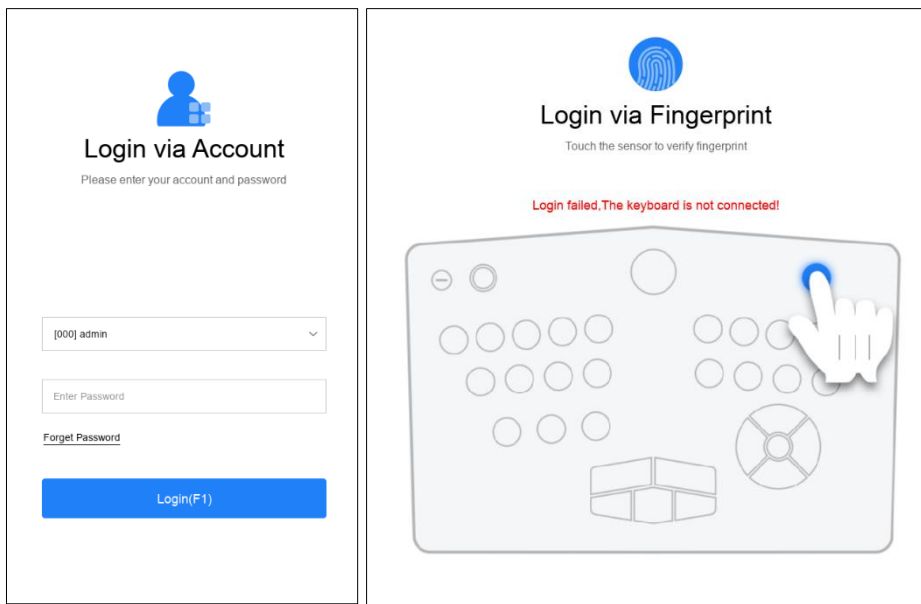 Login via Account
Please enter your account and password
[000] admin
Enter Password
Forget Password
Login(F1)
Login via Fingerprint
Touch the sensor to verify fingerprint
Login failed,The keyboard is not connected!